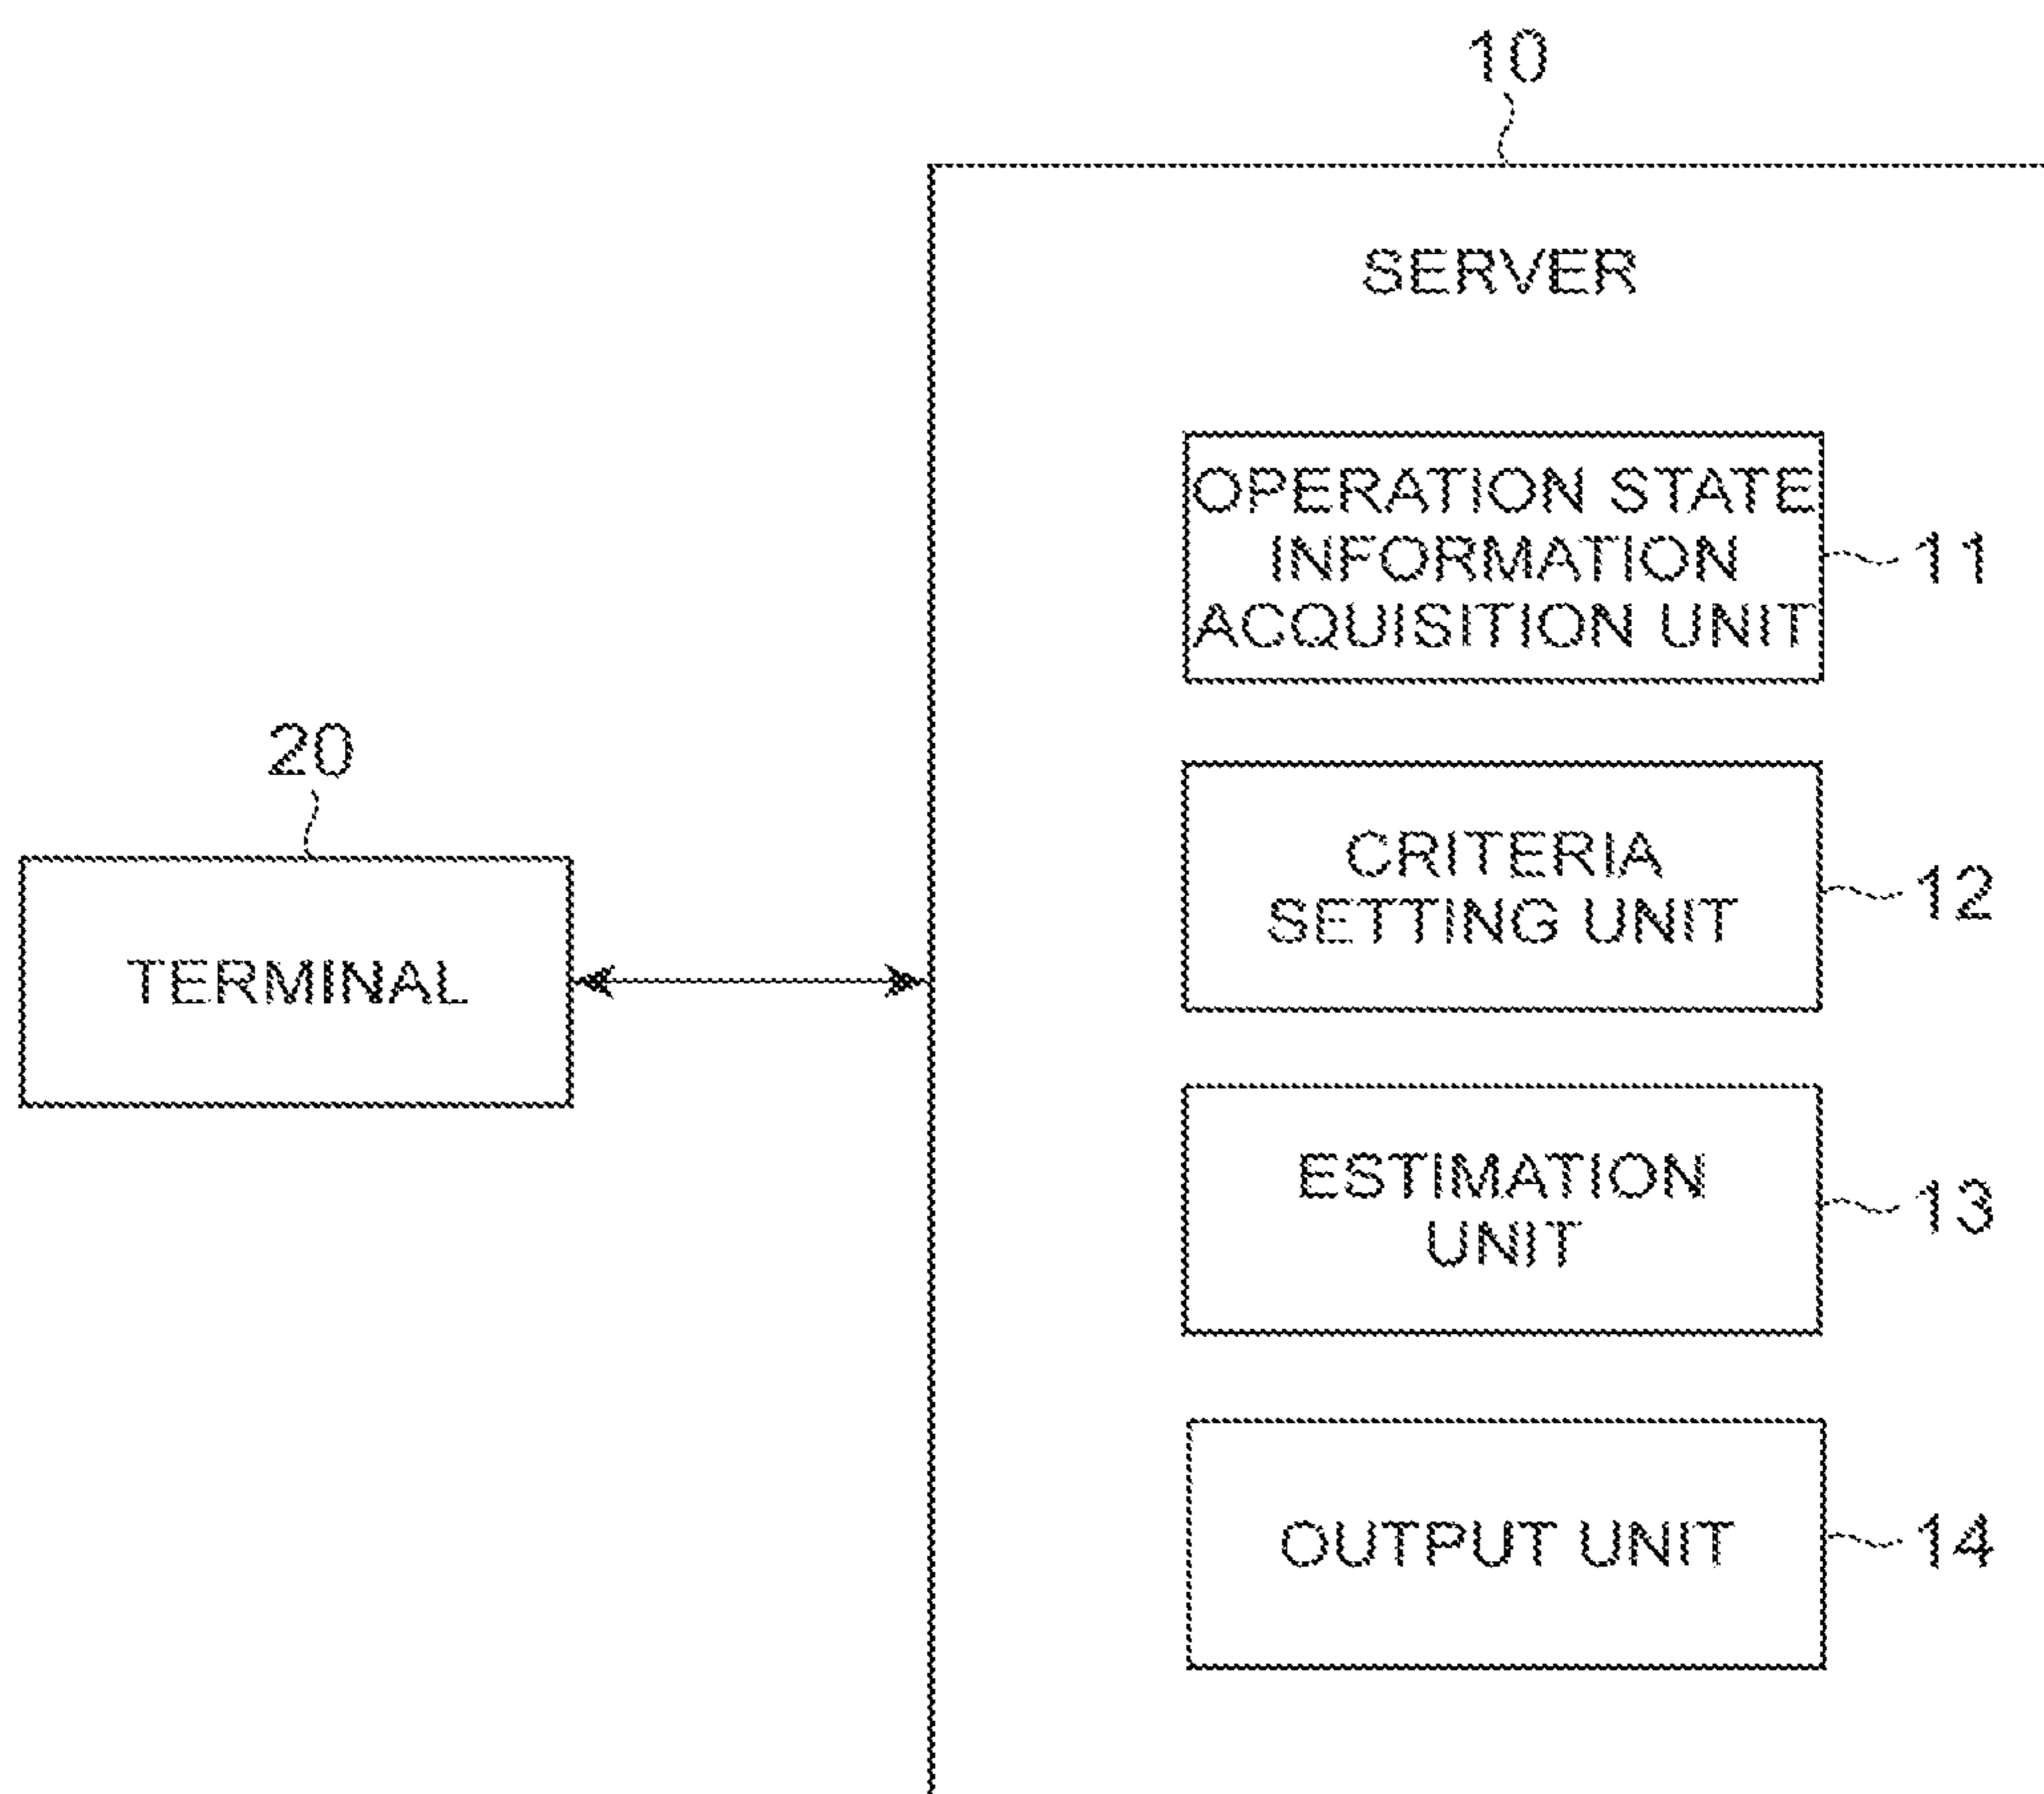 10
SERVER
OPERATION STATE
INFORMATION
ACQUISITION UNIT
11
20
TERMINAL
CRITERIA
SETTING UNIT
12
ESTIMATION
UNIT
13
OUTPUT UNIT
14